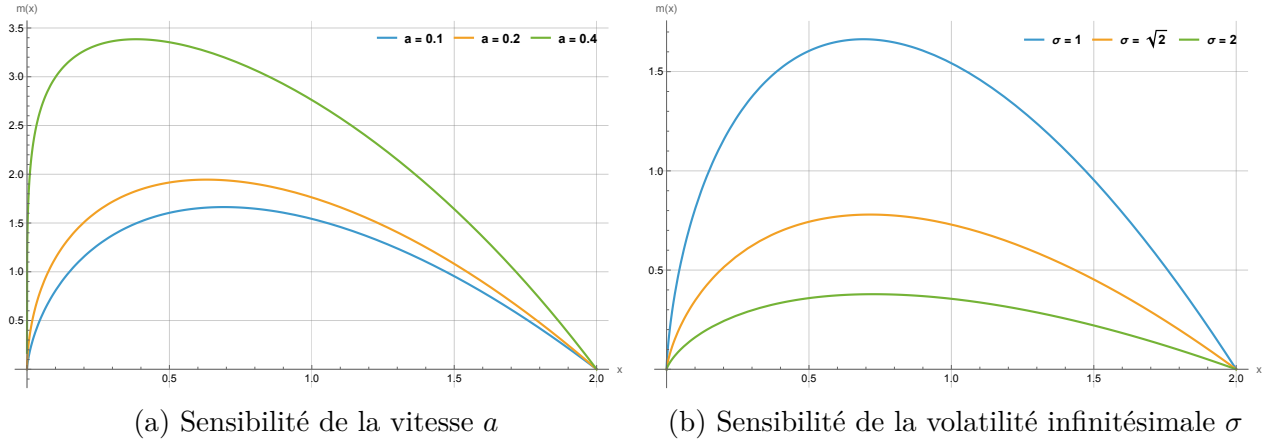 m(x)
3.5
3.0
2.5
2.0
1.5
1.0
0.5
a = 0.1 a = 0.2 a = 0.4
0.5 1.0 1.5 2.0 x
(a) Sensibilité de la vitesse a
m(x)
1.5
1.0
0.5
σ = 1 σ = √2 σ = 2
0.5 1.0 1.5 2.0 x
(b) Sensibilité de la volatilité infinitésimale σ